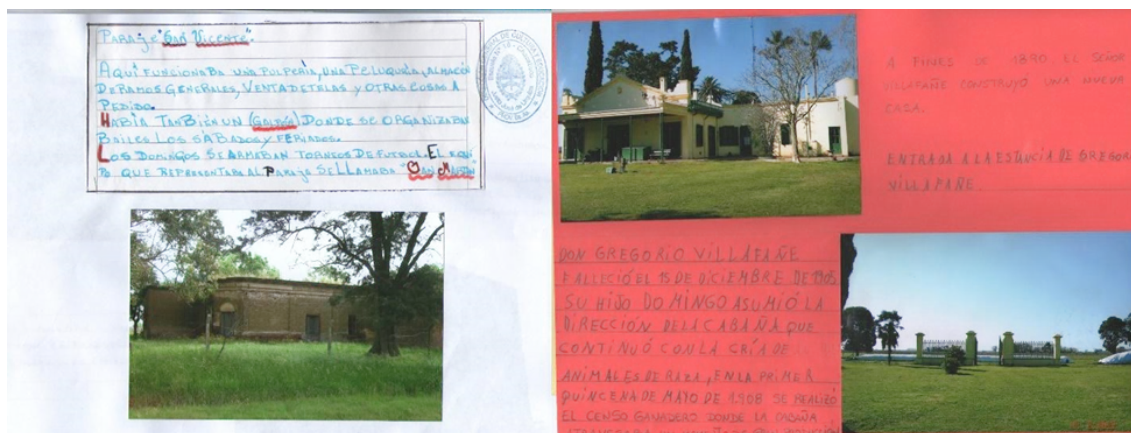 PARAJE "SAN VICENTE".
AQUÍ FUNCIONABA UNA PULPERÍA, UNA PELUQUERÍA, ALMACÉN
DE RAMOS GENERALES, VENTA DE TELAS Y OTRAS COSAS A
PEDIDO.
HABÍA TAMBIÉN UN (GALPÓN) DONDE SE ORGANIZABAN
BAILES LOS SÁBADOS Y FERIADOS.
LOS DOMINGOS SE ARMABAN TORNEOS DE FUTBOL. EL EQUI
PO QUE REPRESENTABA AL PARAJE SE LLAMABA SAN MARTÍN
A FINES DE 1890 EL SEÑOR
VILLAFAÑE CONSTRUYÓ UNA NUEVA
CASA.
ENTRADA A LA ESTANCIA DE GREGORI
VILLAFAÑE
DON GREGORIO VILLAFAÑE
FALLECIÓ EL 15 DE DICIEMBRE DE 1905
SU HIJO DOMINGO ASUMIÓ LA
DIRECCIÓN DE LA CABAÑA QUE
CONTINUÓ CON LA CRÍA DE
ANIMALES DE RAZA, EN LA PRIMER
QUINCENA DE MAYO DE 1908 SE REALIZÓ
EL CENSO GANADERO DONDE LA CABAÑA